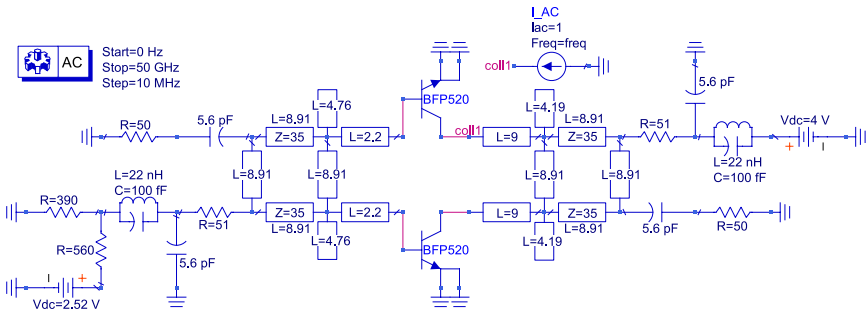 AC
Start=0 Hz
Stop=50 GHz
Step=10 MHz
I_AC
Iac=1
Freq=freq
coll1
BFP520
coll1
5.6 pF
Vdc=4 V
+
I
L=22 nH
C=100 fF
R=51
R=50
5.6 pF
L=8.91
Z=35
L=4.76
L=2.2
L=9
L=4.19
L=8.91
Z=35
L=8.91
L=8.91
L=8.91
L=8.91
L=22 nH
C=100 fF
R=390
R=560
5.6 pF
R=51
Z=35
L=8.91
L=4.76
L=2.2
BFP520
L=9
L=4.19
Z=35
L=8.91
5.6 pF
R=50
I
+
Vdc=2.52 V